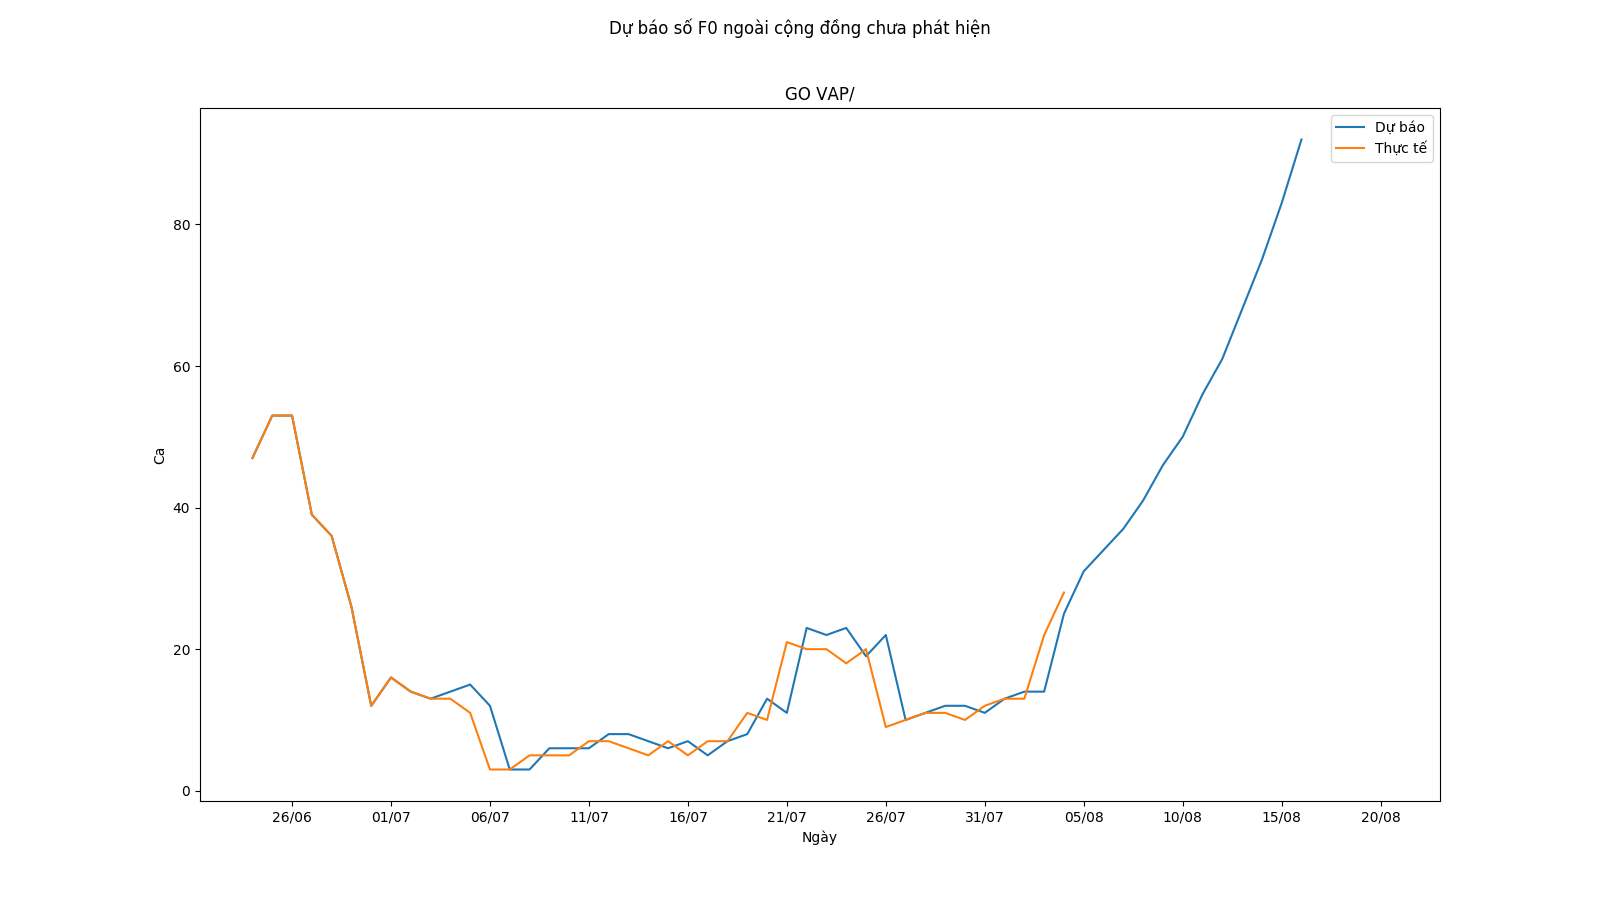 Dự báo số F0 ngoài cộng đồng chưa phát hiện
GO VAP/
Dự báo
Thực tế
80
60
40
20
0
Ca
26/06 01/07 06/07 11/07 16/07 21/07 26/07 31/07 05/08 10/08 15/08 20/08
Ngày